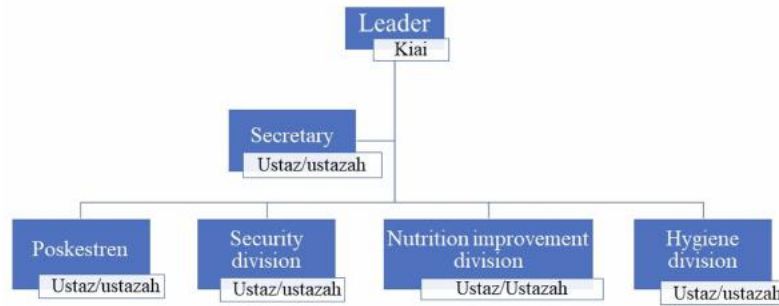 Leader
Kiai
Secretary
Ustaz/ustazah
Poskestren
Ustaz/ustazah
Security
division
Ustaz/ustazah
Nutrition improvement
division
Ustaz/Ustazah
Hygiene
division
Ustaz/ustazah